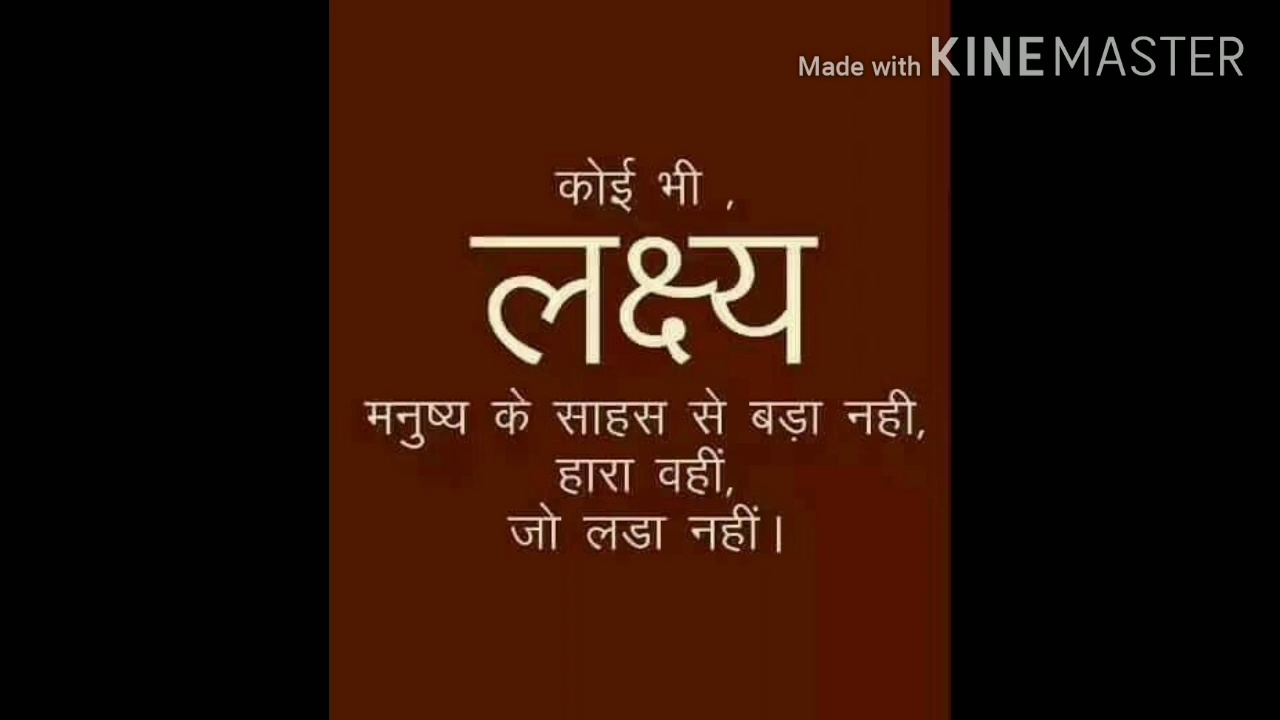 Made with KINEMASTER
कोई भी ,
लक्ष्य
मनुष्य के साहस से बड़ा नही,
हारा वहीं,
जो लडा नहीं।